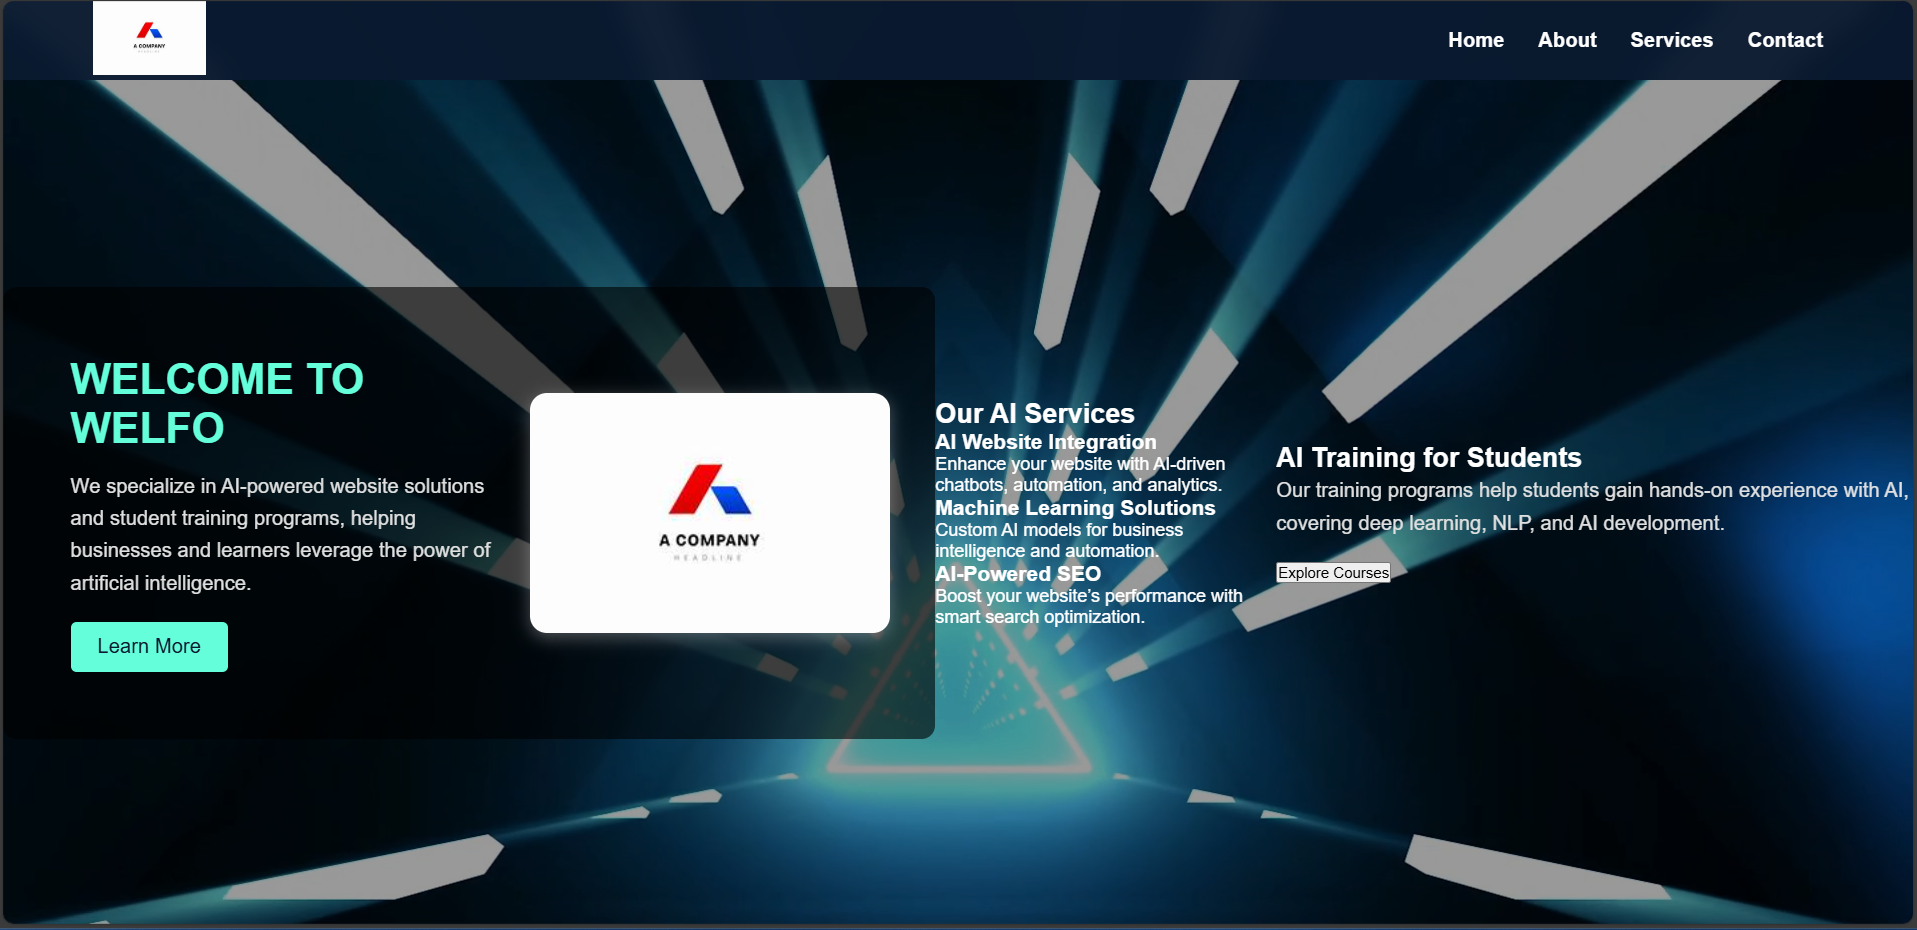 A COMPANY
Home About Services Contact
WELCOME TO
WELFO
We specialize in AI-powered website solutions
and student training programs, helping
businesses and learners leverage the power of
artificial intelligence.
Learn More
A COMPANY
HEADLINE
Our AI Services
AI Website Integration
Enhance your website with AI-driven
chatbots, automation, and analytics.
Machine Learning Solutions
Custom AI models for business
intelligence and automation.
AI-Powered SEO
Boost your website’s performance with
smart search optimization.
AI Training for Students
Our training programs help students gain hands-on experience with AI,
covering deep learning, NLP, and AI development.
Explore Courses